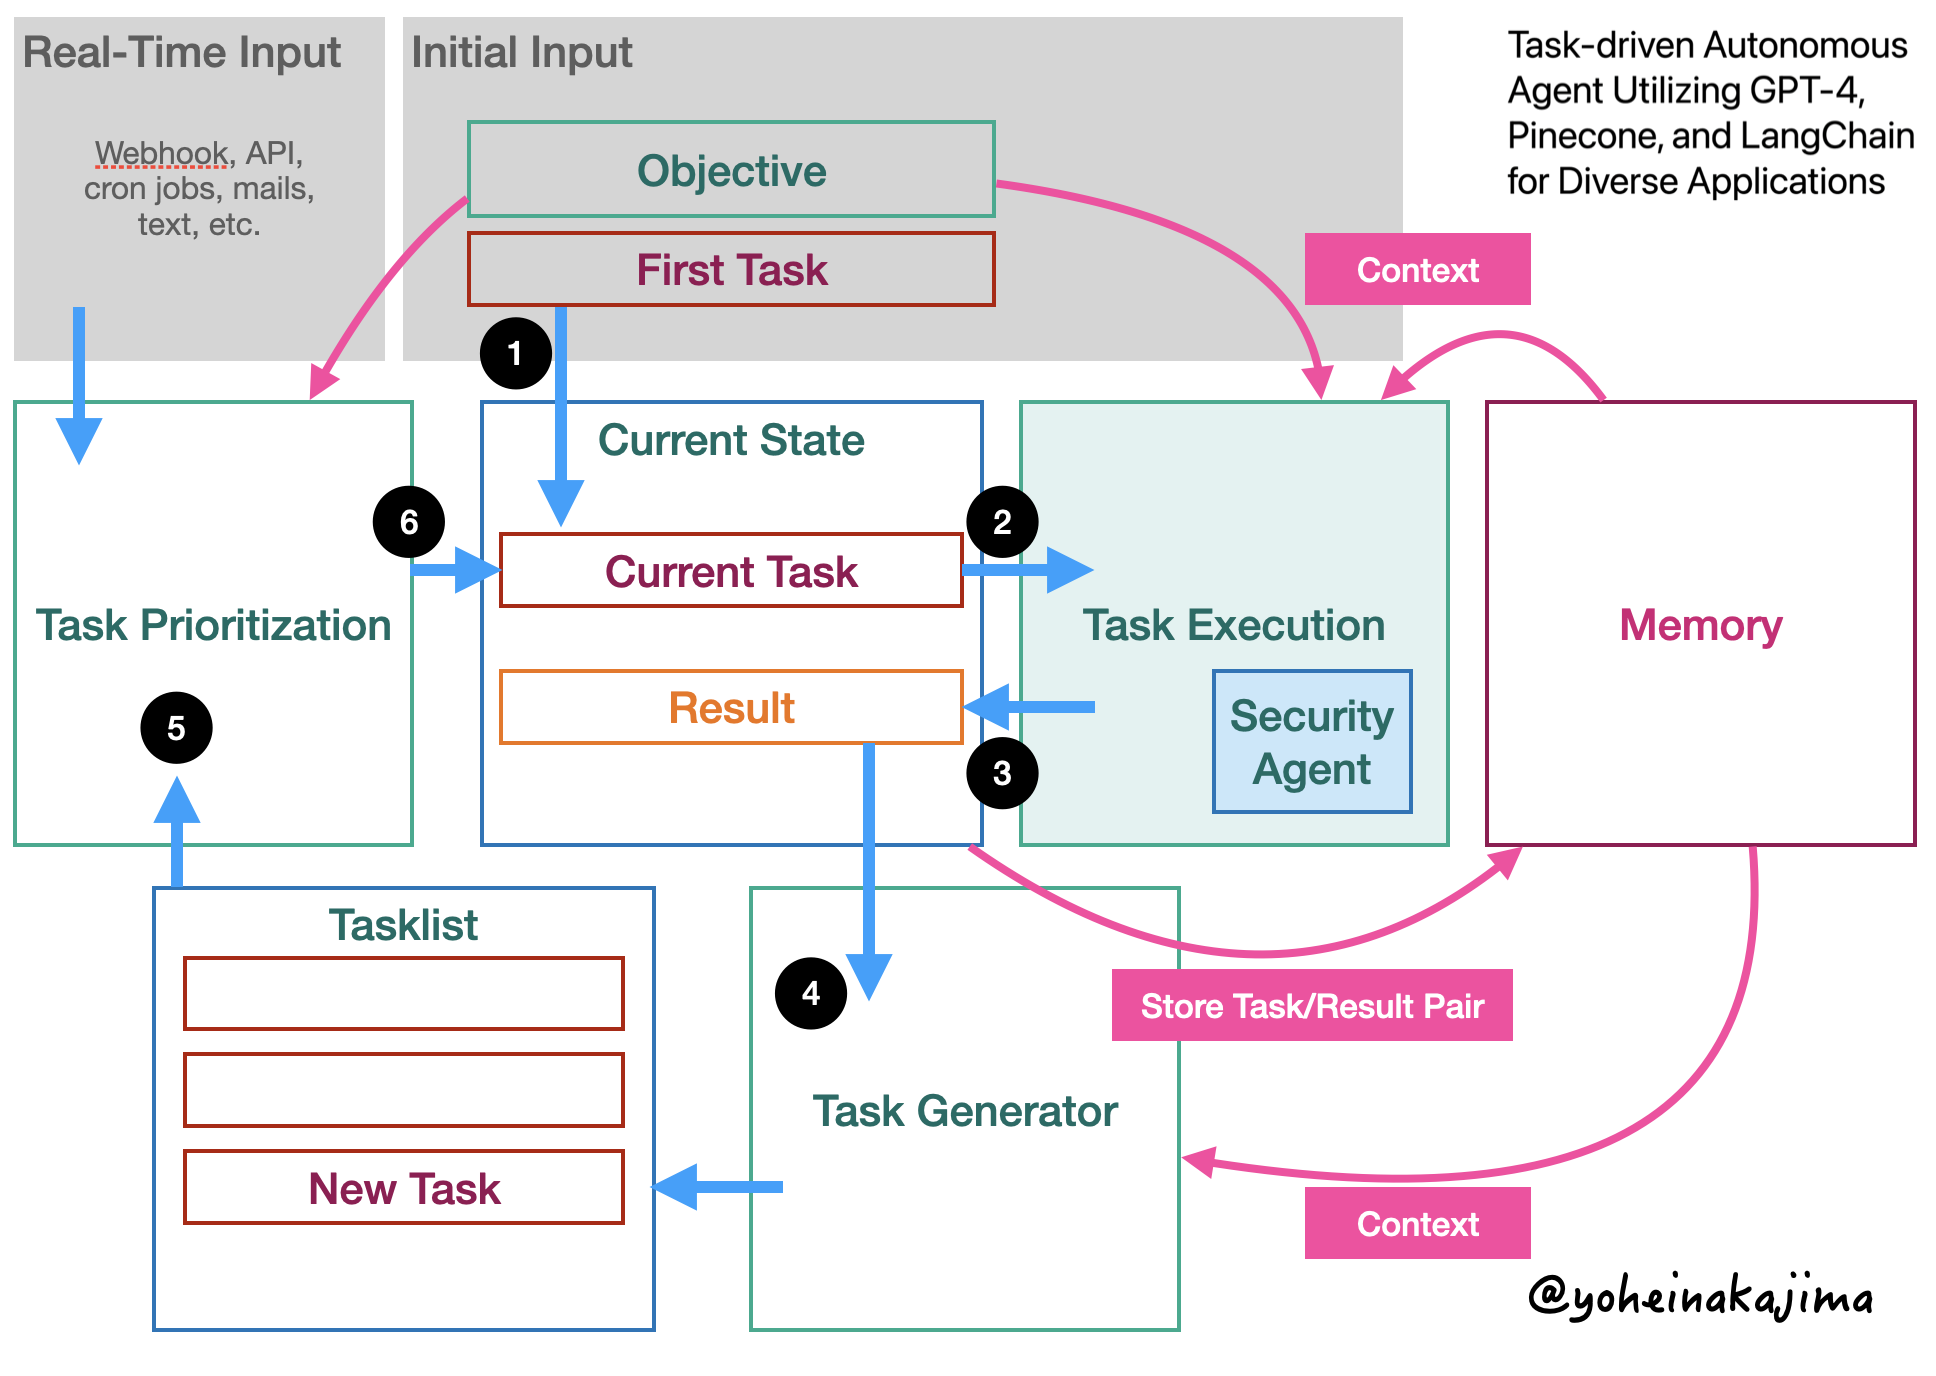 Real-Time Input
Webhook, API,
cron jobs, mails,
text, etc.
Initial Input
Objective
First Task
Task-driven Autonomous
Agent Utilizing GPT-4,
Pinecone, and LangChain
for Diverse Applications
Context
1
Current State
6
2
Current Task
Task Prioritization
Task Execution
Memory
Result
5
3
Security
Agent
Tasklist
4
Store Task/Result Pair
Task Generator
New Task
Context
@yoheinakajima